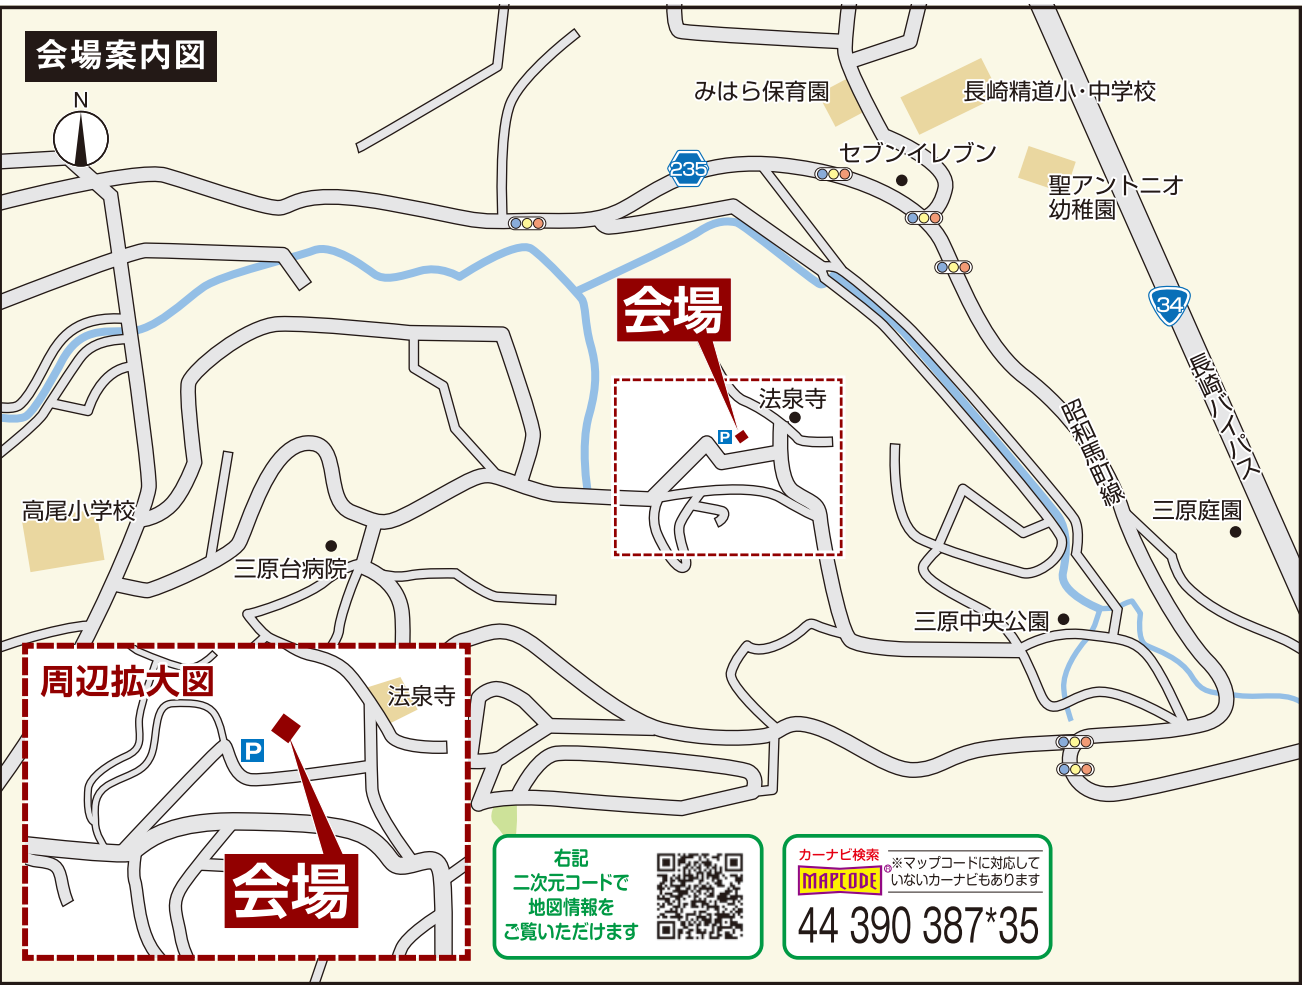 会場案内図
N
みはら保育園
長崎精道小・中学校
セブンイレブン
235
聖アントニオ
幼稚園
34
長崎バイパス
会場
法泉寺
P
昭和馬町線
三原庭園
高尾小学校
三原台病院
三原中央公園
周辺拡大図
法泉寺
P
会場
右記
二次元コードで
地図情報を
ご覧いただけます
カーナビ検索
MAPCODE®
※マップコードに対応して
いないカーナビもあります
44 390 387*35